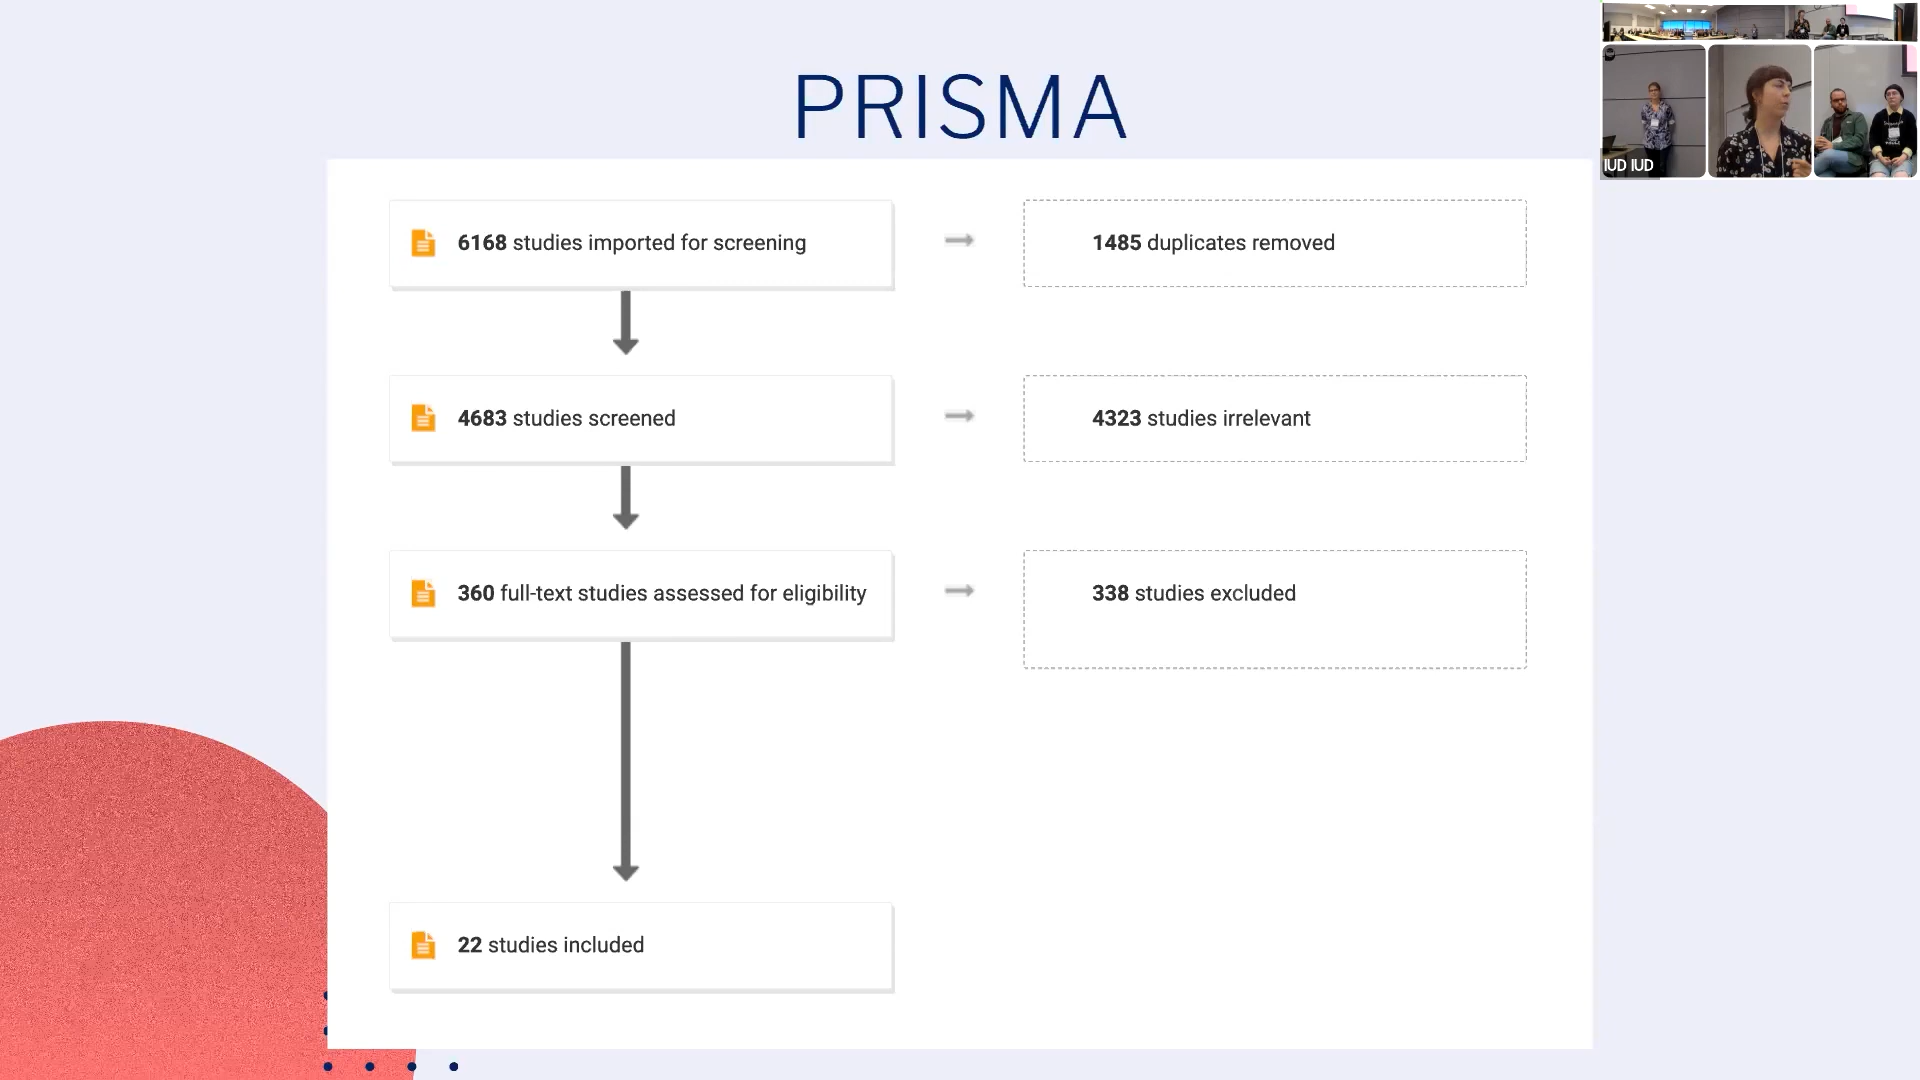 PRISMA
6168 studies imported for screening
1485 duplicates removed
4683 studies screened
4323 studies irrelevant
360 full-text studies assessed for eligibility
338 studies excluded
22 studies included
IUD IUD